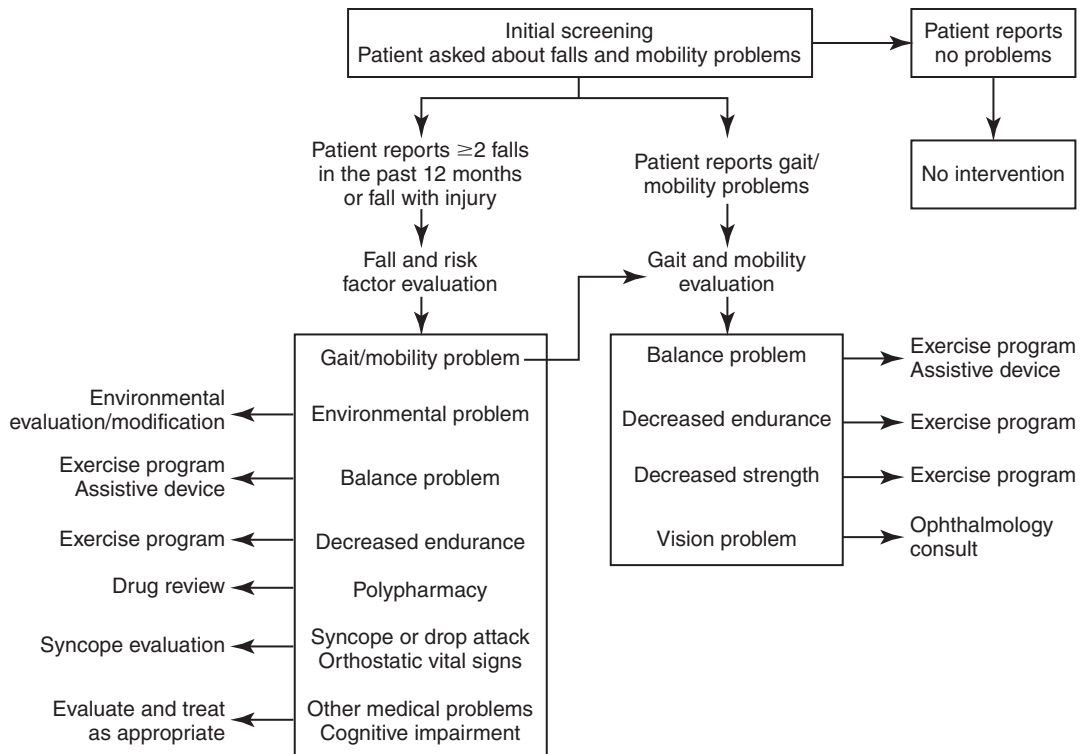 Initial screening
Patient asked about falls and mobility problems
Patient reports
no problems
No intervention
Patient reports ≥2 falls
in the past 12 months
or fall with injury
Patient reports gait/
mobility problems
Fall and risk
factor evaluation
Gait and mobility
evaluation
Gait/mobility problem
Environmental
evaluation/modification
Environmental problem
Exercise program
Assistive device
Balance problem
Exercise program
Decreased endurance
Drug review
Polypharmacy
Syncope evaluation
Syncope or drop attack
Orthostatic vital signs
Evaluate and treat
as appropriate
Other medical problems
Cognitive impairment
Balance problem
Exercise program
Assistive device
Decreased endurance
Exercise program
Decreased strength
Exercise program
Vision problem
Ophthalmology
consult